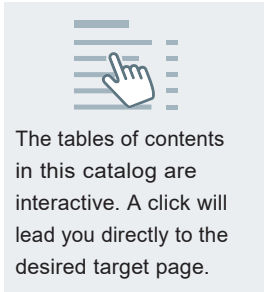 The tables of contents
in this catalog are
interactive. A click will
lead you directly to the
desired target page.